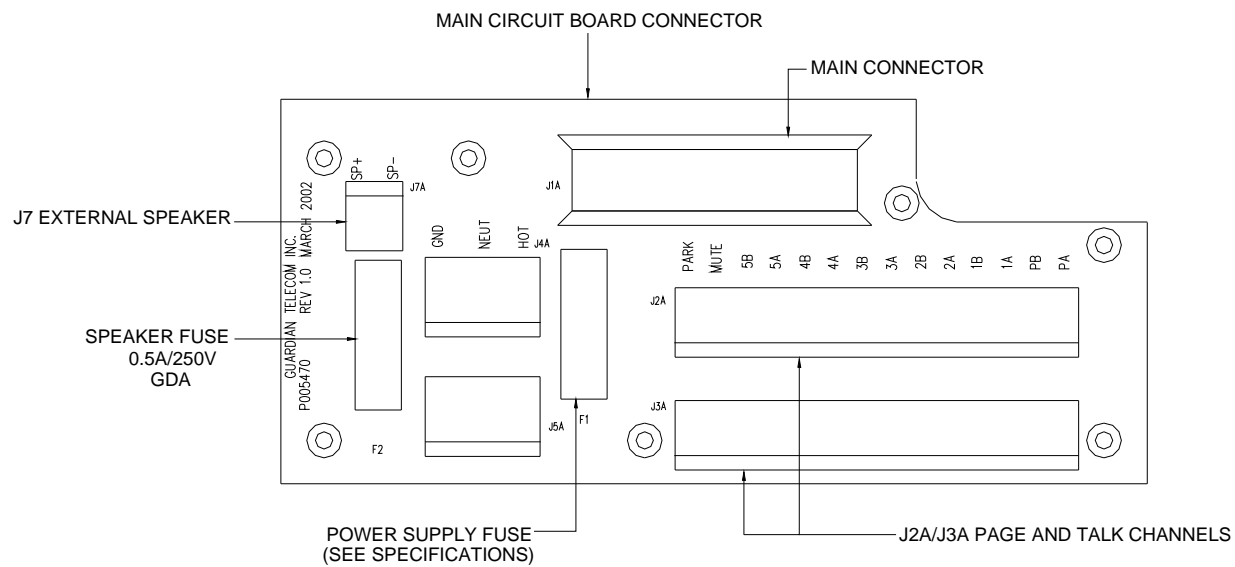 MAIN CIRCUIT BOARD CONNECTOR
MAIN CONNECTOR
SP+
SP-
J7A
J1A
J7 EXTERNAL SPEAKER
GND
NEUT
HOT
J4A
PARK
MUTE
5B
5A
4B
4A
3B
3A
2B
2A
1B
1A
PB
PA
J2A
GUARDIAN TELECOM INC.
P005470 REV 1.0 MARCH 2002
SPEAKER FUSE
0.5A/250V
GDA
J3A
F2
J5A
F1
POWER SUPPLY FUSE
(SEE SPECIFICATIONS)
J2A/J3A PAGE AND TALK CHANNELS